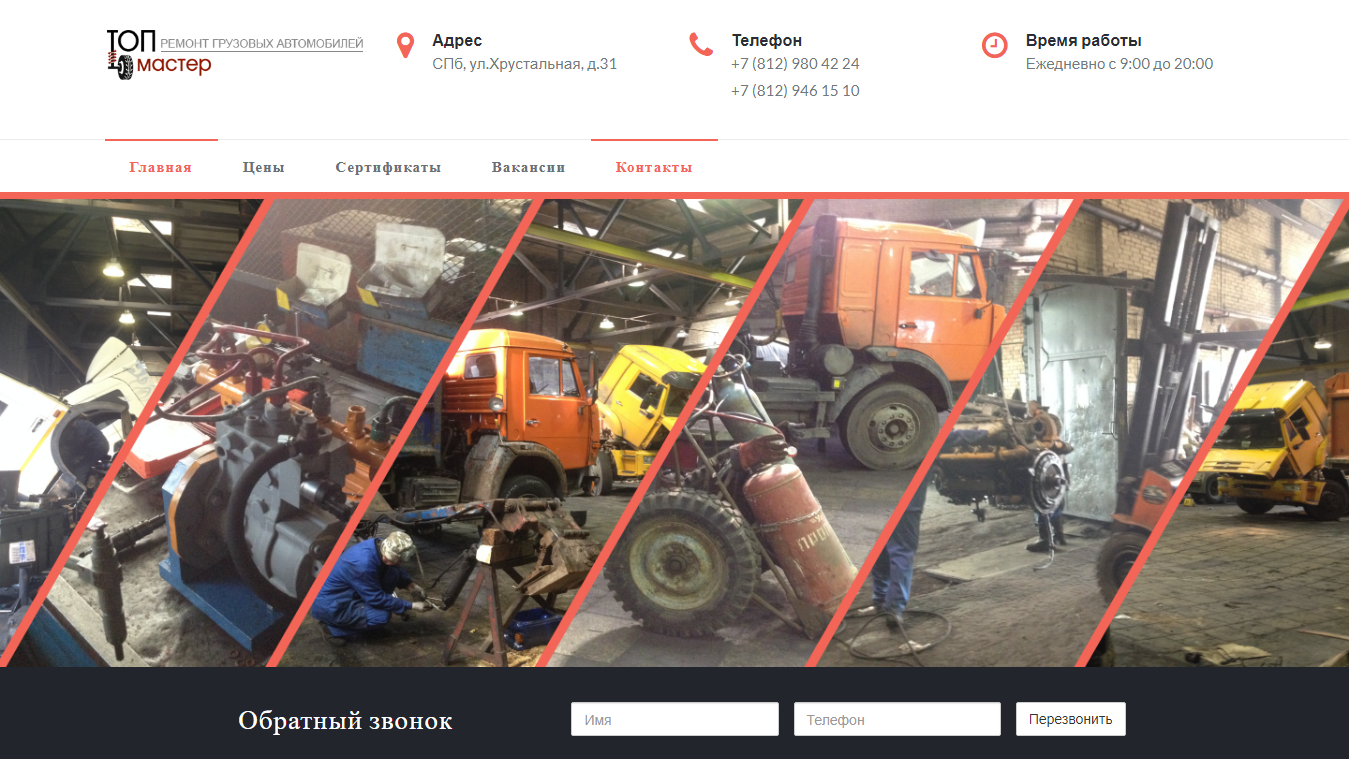 ТОП РЕМОНТ ГРУЗОВЫХ АВТОМОБИЛЕЙ
мастер
Адрес
СПб, ул.Хрустальная, д.31
Телефон
+7 (812) 980 42 24
+7 (812) 946 15 10
Время работы
Ежедневно с 9:00 до 20:00
Главная
Цены
Сертификаты
Вакансии
Контакты
ПРОП
Обратный звонок
Имя
Телефон
Перезвонить